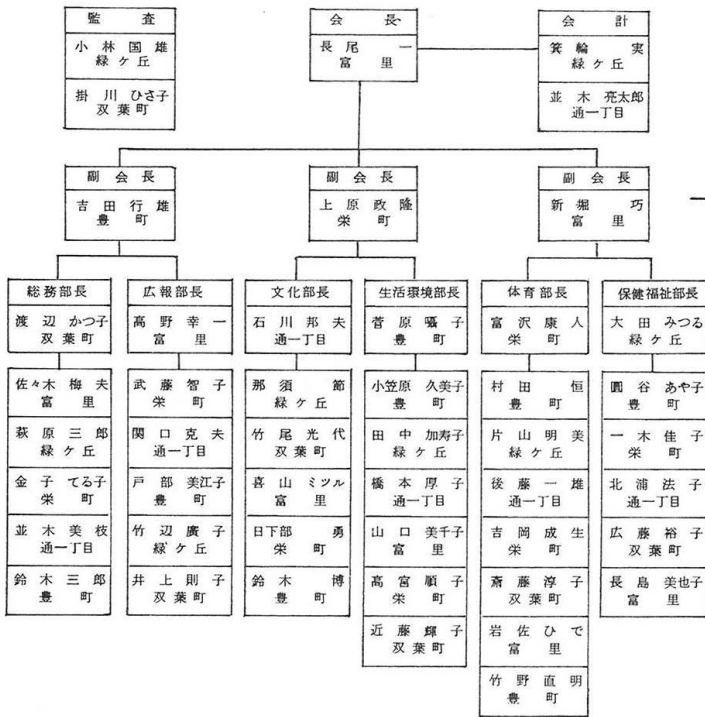 監査
小林国雄
緑ケ丘
掛川ひさ子
双葉町
会長
長尾一
富里
会計
箕輪実
緑ケ丘
並木亮太郎
通一丁目
副会長
吉田行雄
豊町
副会長
上原政隆
栄町
副会長
新堀巧
富里
総務部長
渡辺かつ子
双葉町
佐々木梅夫
富里
萩原三郎
緑ケ丘
金子てる子
栄町
並木美枝
通一丁目
鈴木三郎
豊町
広報部長
高野幸一
富里
武藤智子
栄町
関口克夫
通一丁目
戸部美江子
豊町
竹辺廣子
緑ケ丘
井上則子
双葉町
文化部長
石川邦夫
通一丁目
那須節
緑ケ丘
竹尾光代
双葉町
喜山ミツル
富里
日下部勇
栄町
鈴木博
豊町
生活環境部長
菅原囁子
豊町
小笠原久美子
豊町
田中加寿子
緑ケ丘
橋本厚子
通一丁目
山口美千子
富里
高宮順子
栄町
近藤輝子
双葉町
体育部長
富沢康人
栄町
村田恒
豊町
片山明美
緑ケ丘
後藤一雄
通一丁目
吉岡成生
栄町
斎藤淳子
双葉町
岩佐ひで
富里
竹野直明
豊町
保健福祉部長
大田みつる
緑ケ丘
圓谷あや子
豊町
一木佳子
栄町
北浦法子
通一丁目
広藤裕子
双葉町
長島美也子
富里